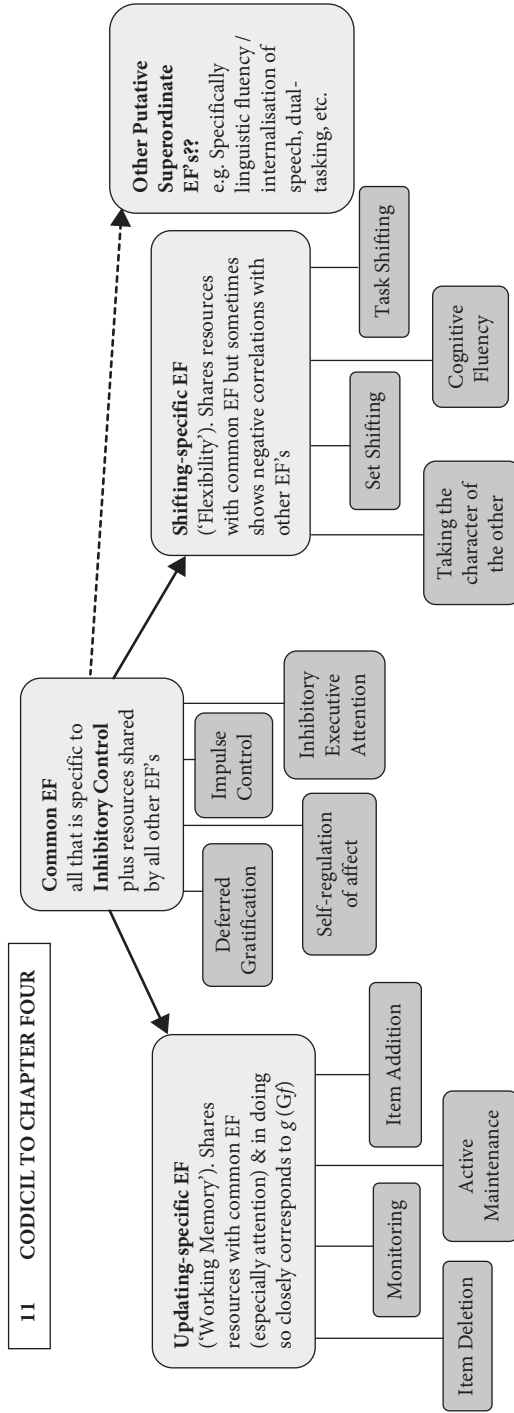 11 CODICIL TO CHAPTER FOUR
Common EF
all that is specific to
Inhibitory Control
plus resources shared
by all other EF's
Deferred
Gratification
Self-regulation
of affect
Impulse
Control
Inhibitory
Executive
Attention
Updating-specific EF
('Working Memory'). Shares
resources with common EF
(especially attention) & in doing
so closely corresponds to g (Gf)
Item Deletion
Monitoring
Active
Maintenance
Item Addition
Shifting-specific EF
('Flexibility'). Shares resources
with common EF but sometimes
shows negative correlations with
other EF's
Taking the
character of
the other
Set Shifting
Cognitive
Fluency
Task Shifting
Other Putative
Superordinate
EF's??
e.g. Specifically
linguistic fluency /
internalisation of
speech, dual-
tasking, etc.